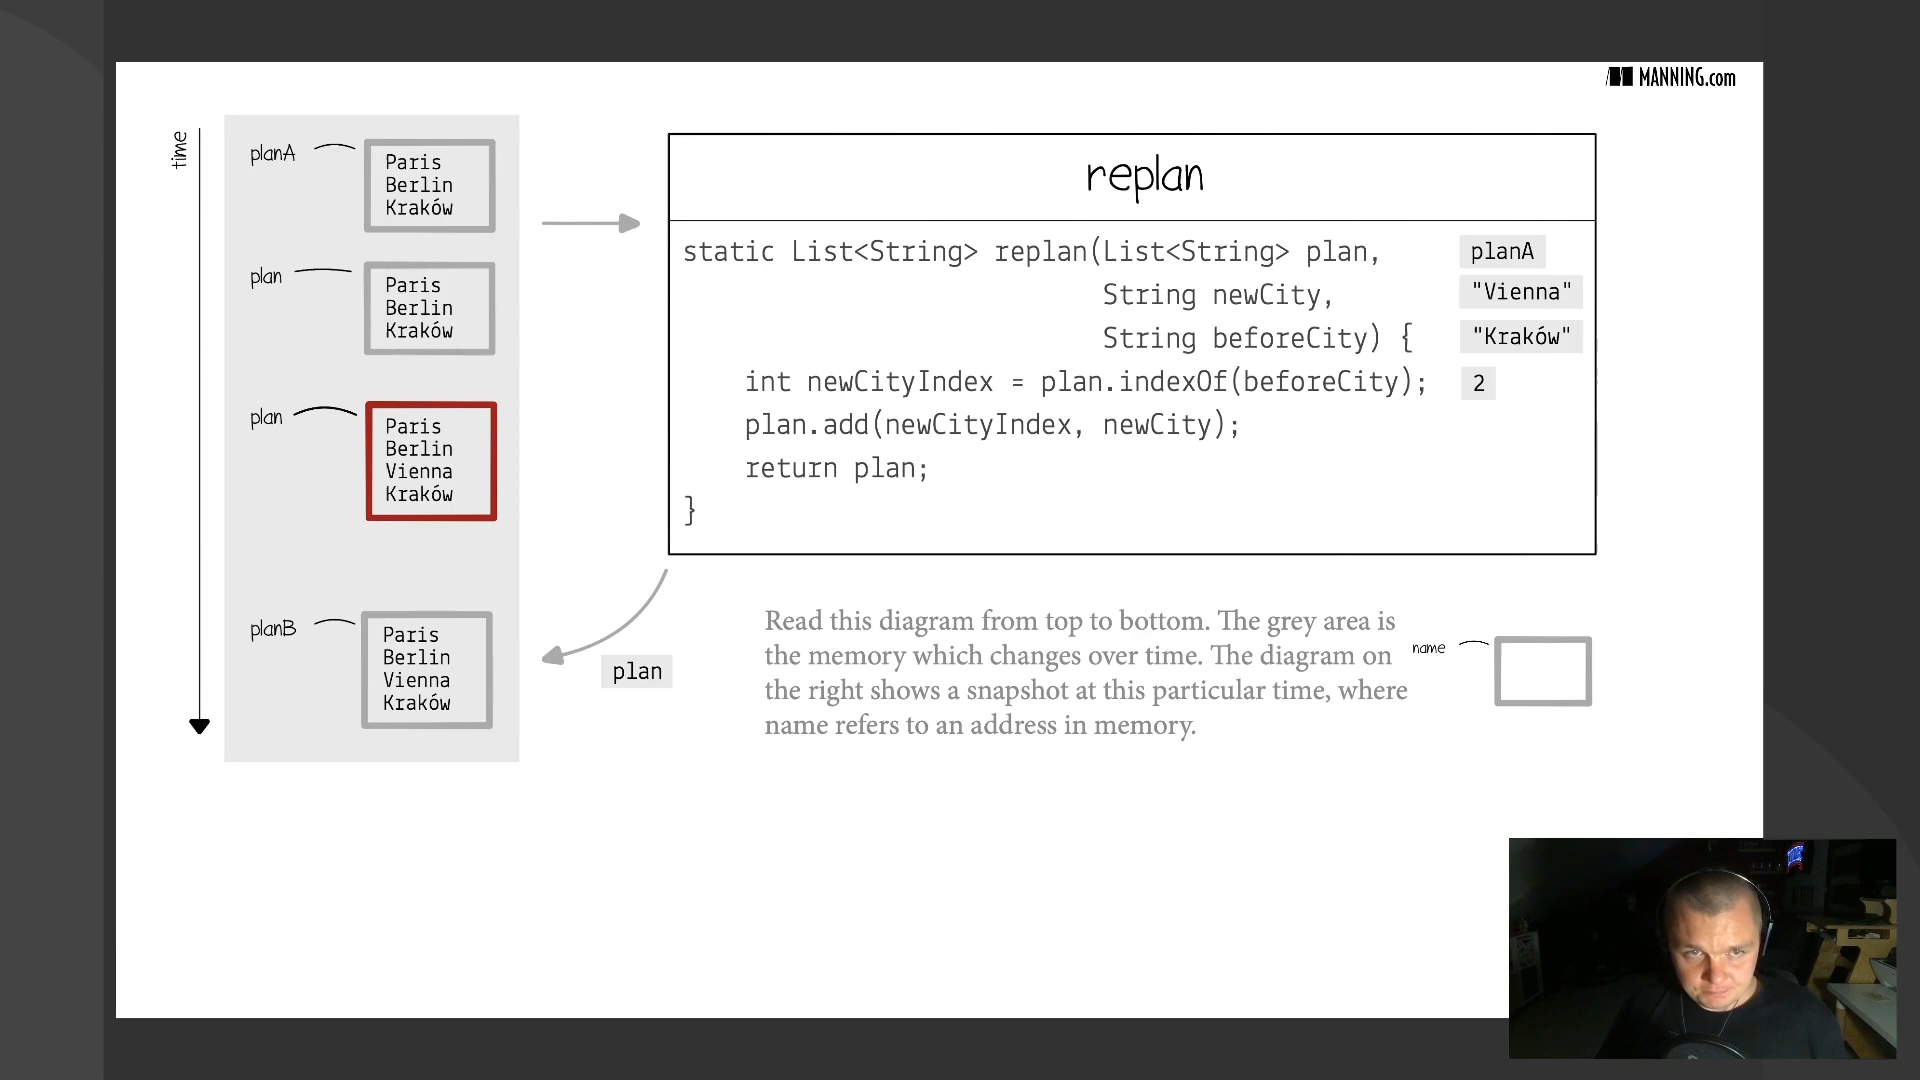 MANNING.com
time
planA
Paris
Berlin
Kraków
plan
Paris
Berlin
Kraków
plan
Paris
Berlin
Vienna
Kraków
planB
Paris
Berlin
Vienna
Kraków
replan
static List<String> replan(List<String> plan, planA
String newCity, "Vienna"
String beforeCity) { "Kraków"
int newCityIndex = plan.indexOf(beforeCity); 2
plan.add(newCityIndex, newCity);
return plan;
}
plan
Read this diagram from top to bottom. The grey area is
the memory which changes over time. The diagram on
the right shows a snapshot at this particular time, where
name refers to an address in memory.
name